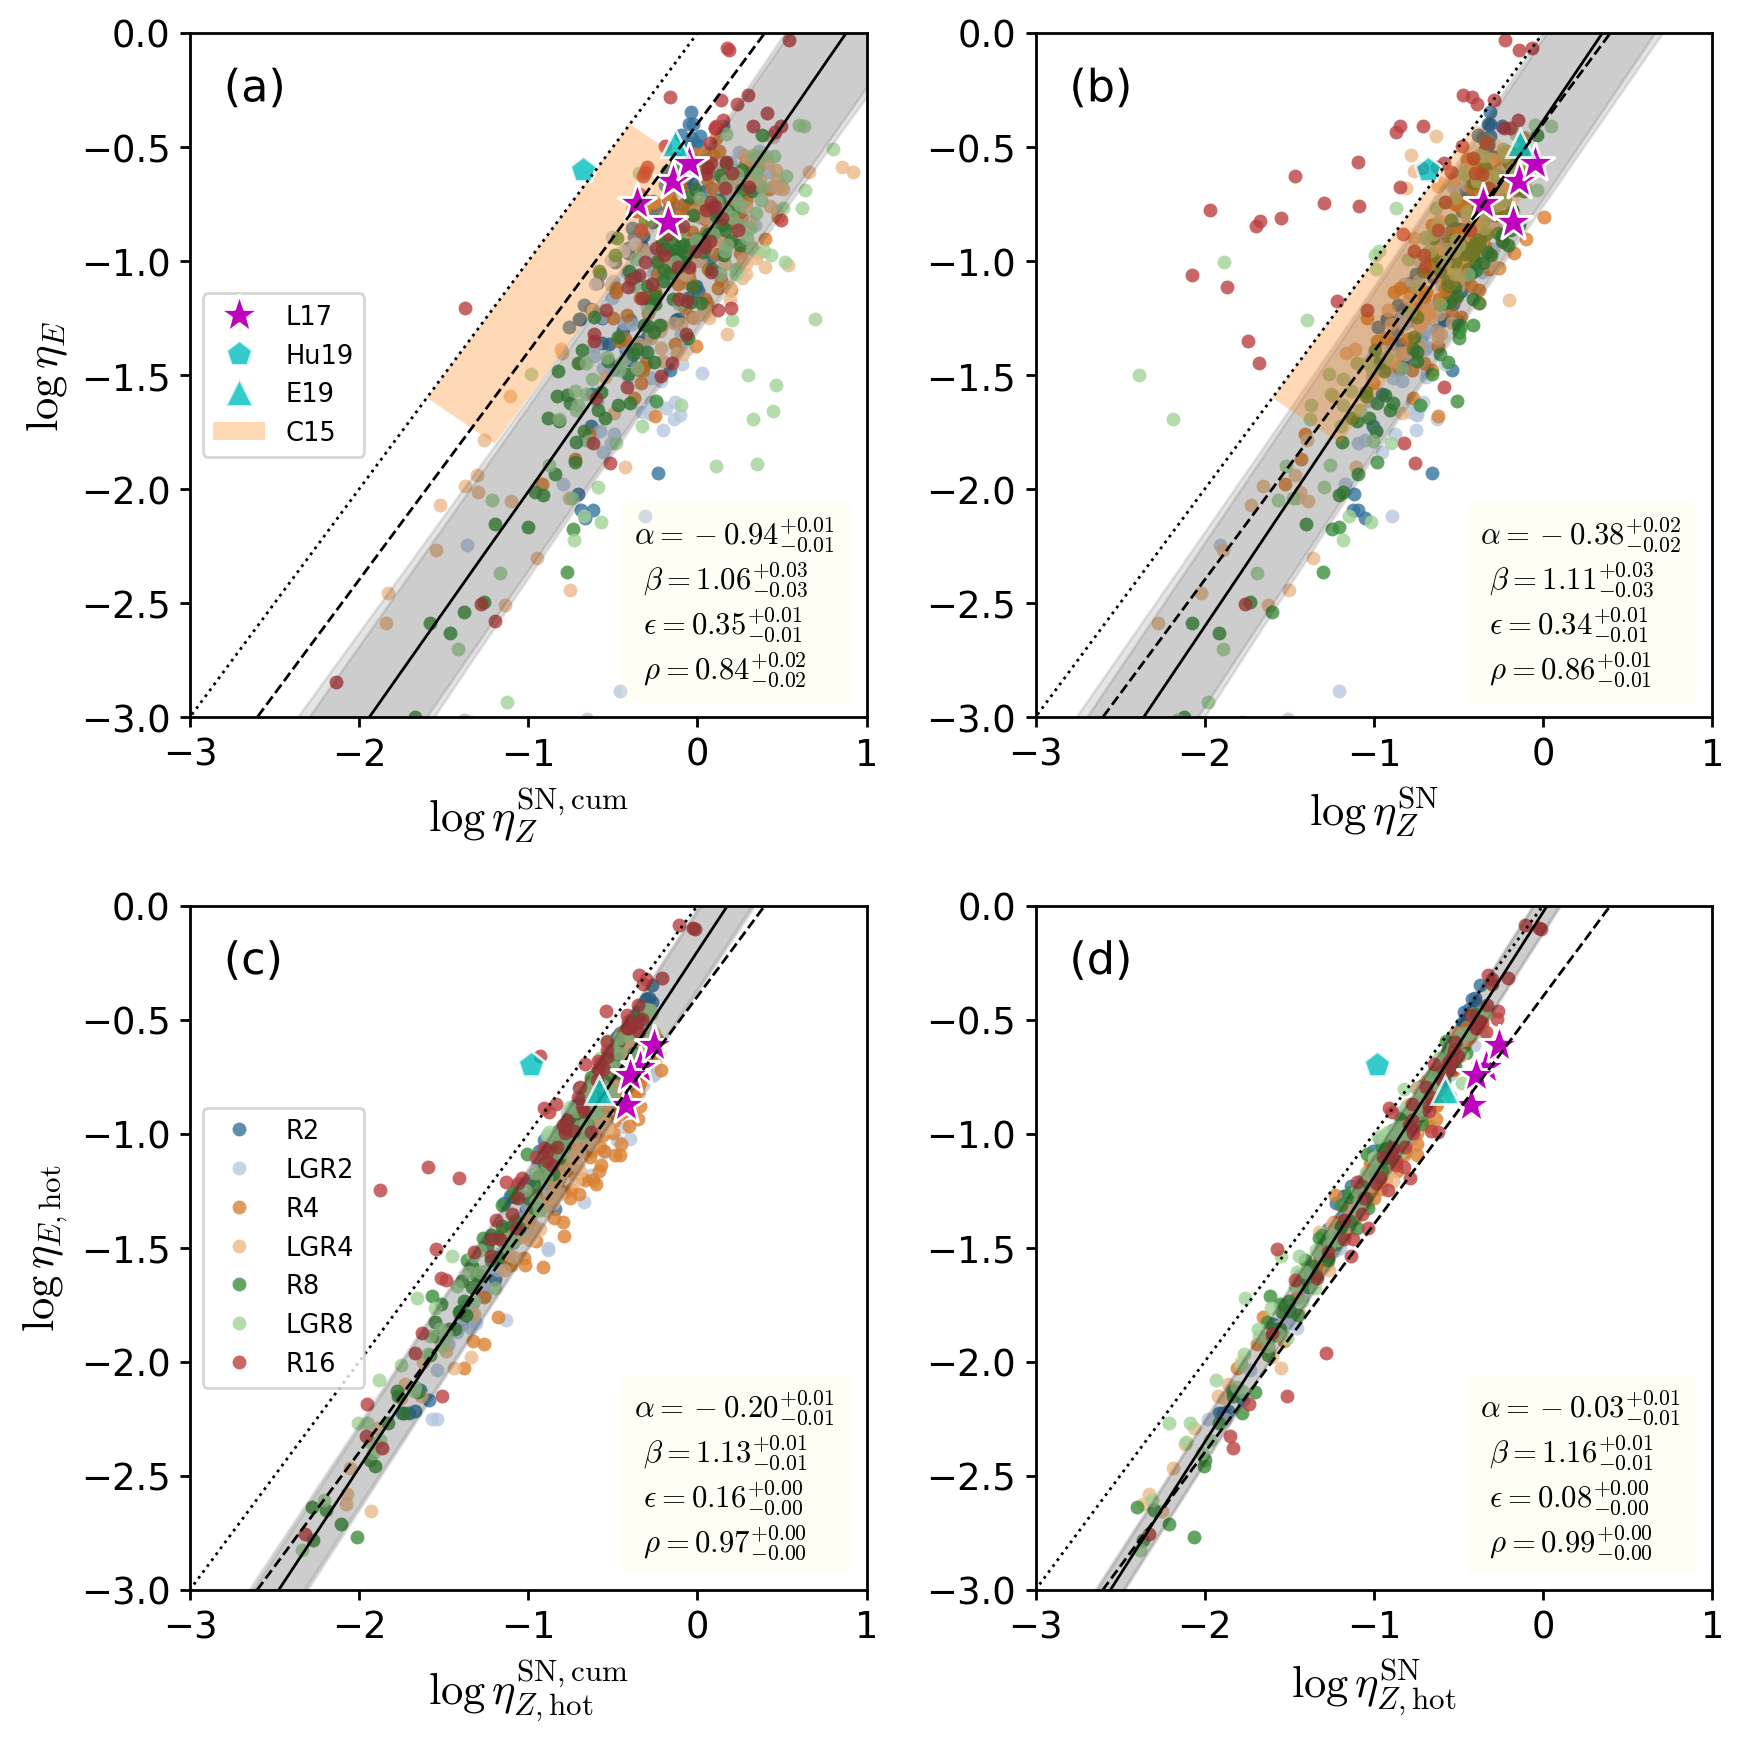 (a)
0.0
−0.5
−1.0
−1.5
−2.0
−2.5
−3.0
log η_E
L17
Hu19
E19
C15
α = −0.94^{+0.01}_{−0.01}
β = 1.06^{+0.03}_{−0.03}
ϵ = 0.35^{+0.01}_{−0.01}
ρ = 0.84^{+0.02}_{−0.02}
−3 −2 −1 0 1
log η_Z^{SN, cum}
(b)
0.0
−0.5
−1.0
−1.5
−2.0
−2.5
−3.0
α = −0.38^{+0.02}_{−0.02}
β = 1.11^{+0.03}_{−0.03}
ϵ = 0.34^{+0.01}_{−0.01}
ρ = 0.86^{+0.01}_{−0.01}
−3 −2 −1 0 1
log η_Z^{SN}
(c)
0.0
−0.5
−1.0
−1.5
−2.0
−2.5
−3.0
log η_{E, hot}
R2
LGR2
R4
LGR4
R8
LGR8
R16
α = −0.20^{+0.01}_{−0.01}
β = 1.13^{+0.01}_{−0.01}
ϵ = 0.16^{+0.00}_{−0.00}
ρ = 0.97^{+0.00}_{−0.00}
−3 −2 −1 0 1
log η_{Z, hot}^{SN, cum}
(d)
0.0
−0.5
−1.0
−1.5
−2.0
−2.5
−3.0
α = −0.03^{+0.01}_{−0.01}
β = 1.16^{+0.01}_{−0.01}
ϵ = 0.08^{+0.00}_{−0.00}
ρ = 0.99^{+0.00}_{−0.00}
−3 −2 −1 0 1
log η_{Z, hot}^{SN}